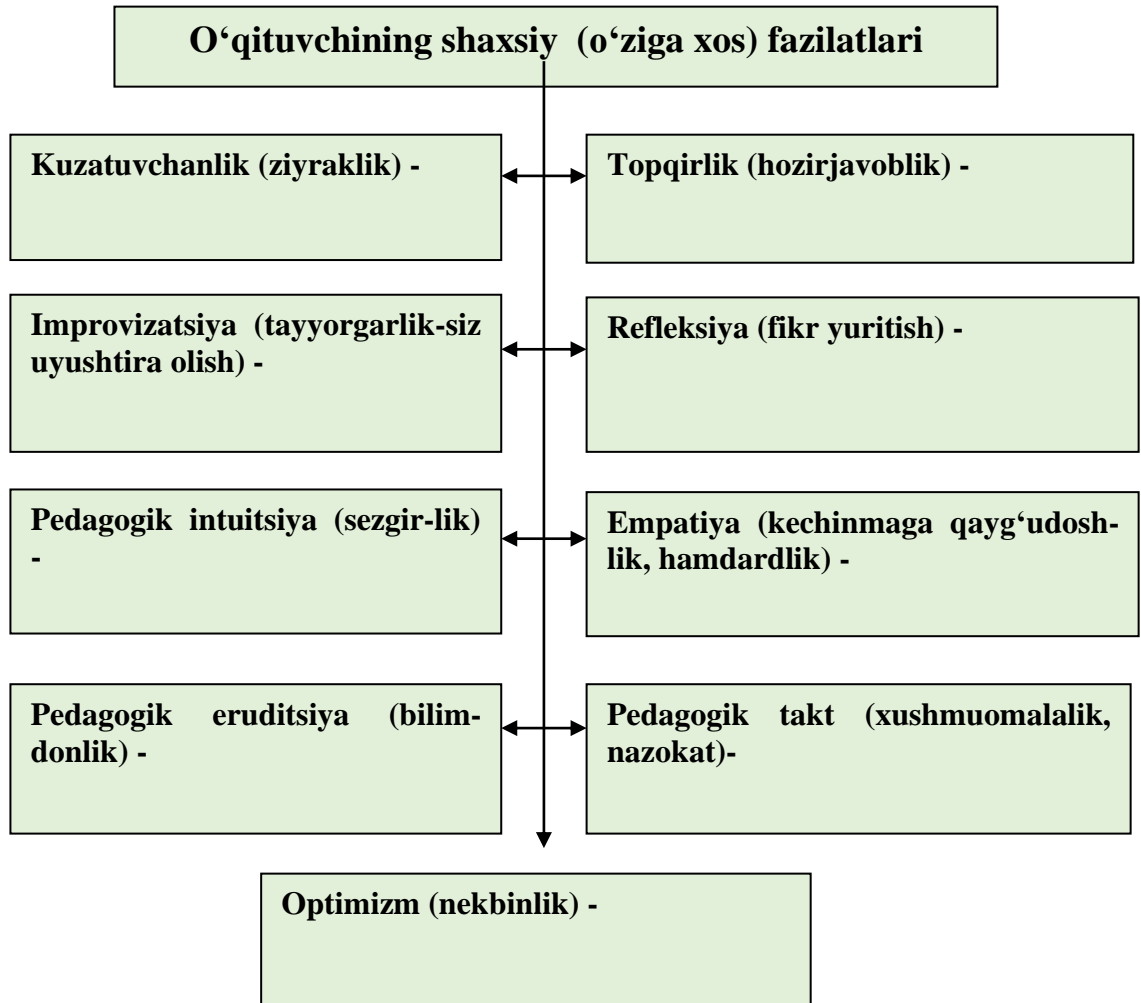 O‘qituvchining shaxsiy (o‘ziga xos) fazilatlari
Kuzatuvchanlik (ziyraklik) -
Topqirlik (hozirjavoblik) -
Improvizatsiya (tayyorgarlik-siz
uyushtira olish) -
Refleksiya (fikr yuritish) -
Pedagogik intuitsiya (sezgir-lik)
-
Empatiya (kechinmaga qayg‘udosh-
lik, hamdardlik) -
Pedagogik eruditsiya (bilim-
donlik) -
Pedagogik takt (xushmuomalalik,
nazokat)-
Optimizm (nekbinlik) -